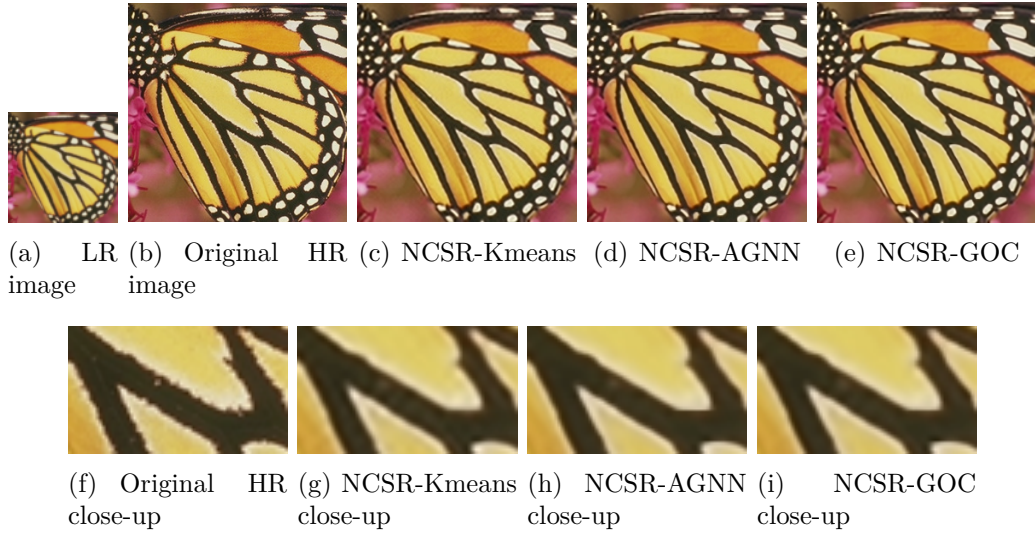 (a) LR (b) Original HR (c) NCSR-Kmeans (d) NCSR-AGNN (e) NCSR-GOC
image image
(f) Original HR (g) NCSR-Kmeans (h) NCSR-AGNN (i) NCSR-GOC
close-up close-up close-up close-up